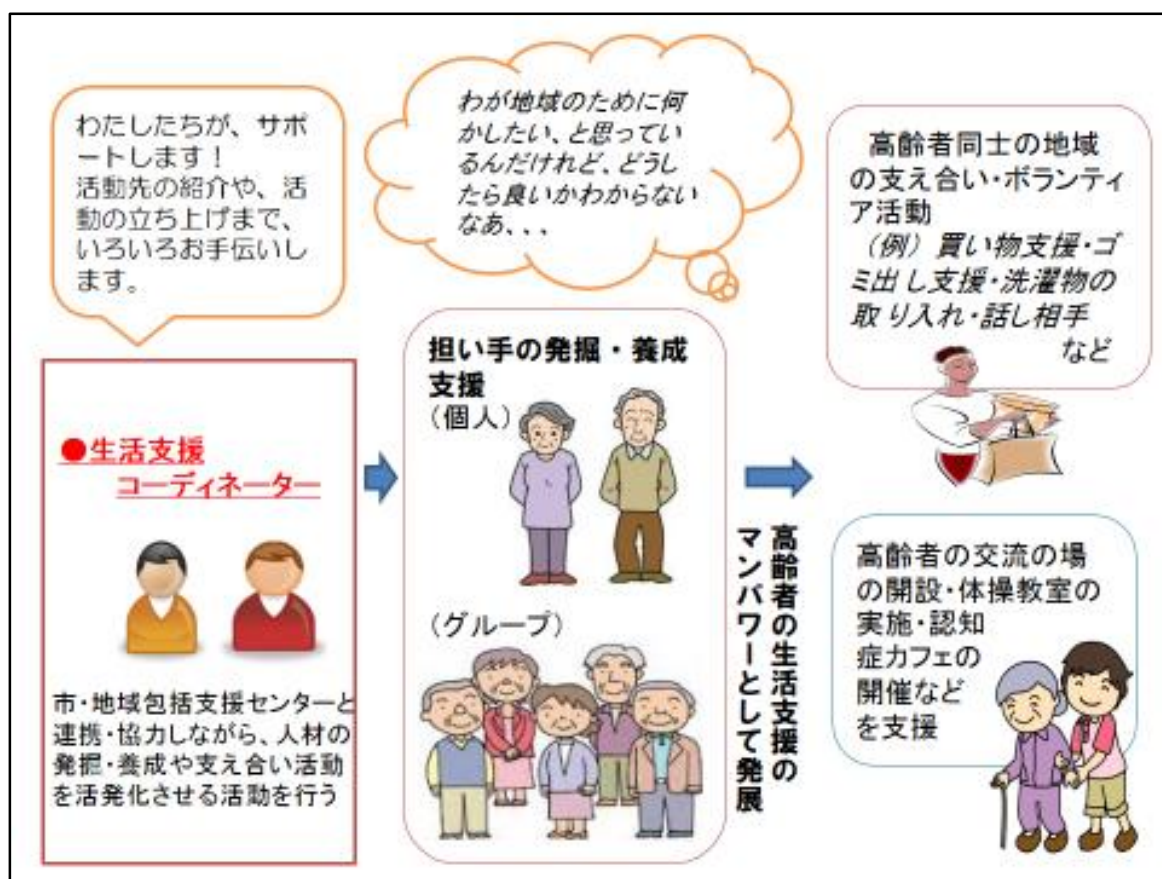 わたしたちが、サポ
ートします！
活動先の紹介や、活
動の立ち上げまで、
いろいろお手伝いし
ます。
わが地域のために何
かしたい、と思ってい
るんだけれど、どうし
たら良いかわからない
なあ、、、
●生活支援
コーディネーター
市・地域包括支援センターと
連携・協力しながら、人材の
発掘・養成や支え合い活動
を活発化させる活動を行う
担い手の発掘・養成
支援
（個人）
（グループ）
高齢者の生活支援の
マンパワーとして発展
高齢者同士の地域
の支え合い・ボランティ
ア活動
（例）買い物支援・ゴ
ミ出し支援・洗濯物の
取り入れ・話し相手
など
高齢者の交流の場
の開設・体操教室の
実施・認知
症カフェの
開催など
を支援